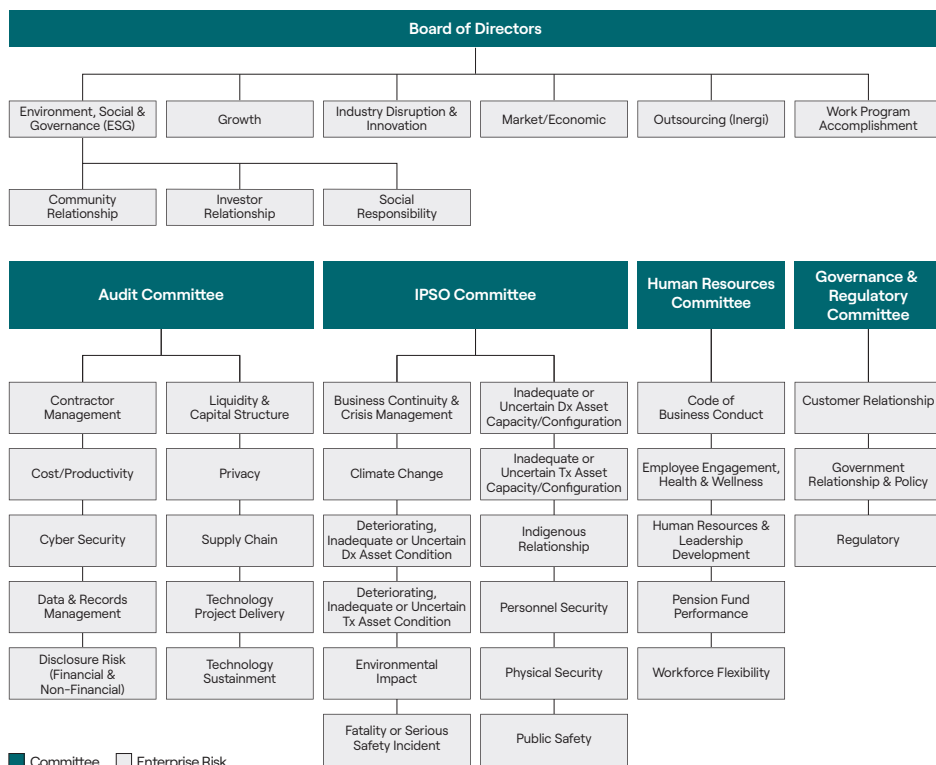 Board of Directors
Environment, Social &
Governance (ESG)
Growth
Industry Disruption &
Innovation
Market/Economic
Outsourcing (Inergi)
Work Program
Accomplishment
Community
Relationship
Investor
Relationship
Social
Responsibility
Audit Committee
IPSO Committee
Human Resources
Committee
Governance &
Regulatory
Committee
Contractor
Management
Liquidity &
Capital Structure
Business Continuity &
Crisis Management
Inadequate or
Uncertain Dx Asset
Capacity/Configuration
Code of
Business Conduct
Customer Relationship
Cost/Productivity
Privacy
Climate Change
Inadequate or
Uncertain Tx Asset
Capacity/Configuration
Employee Engagement,
Health & Wellness
Government
Relationship & Policy
Cyber Security
Supply Chain
Deteriorating,
Inadequate or Uncertain
Dx Asset Condition
Indigenous
Relationship
Human Resources &
Leadership
Development
Regulatory
Data & Records
Management
Technology
Project Delivery
Deteriorating,
Inadequate or Uncertain
Tx Asset Condition
Personnel Security
Pension Fund
Performance
Disclosure Risk
(Financial &
Non-Financial)
Technology
Sustainment
Environmental
Impact
Physical Security
Workforce Flexibility
Fatality or Serious
Safety Incident
Public Safety
Committee
Enterprise Risk